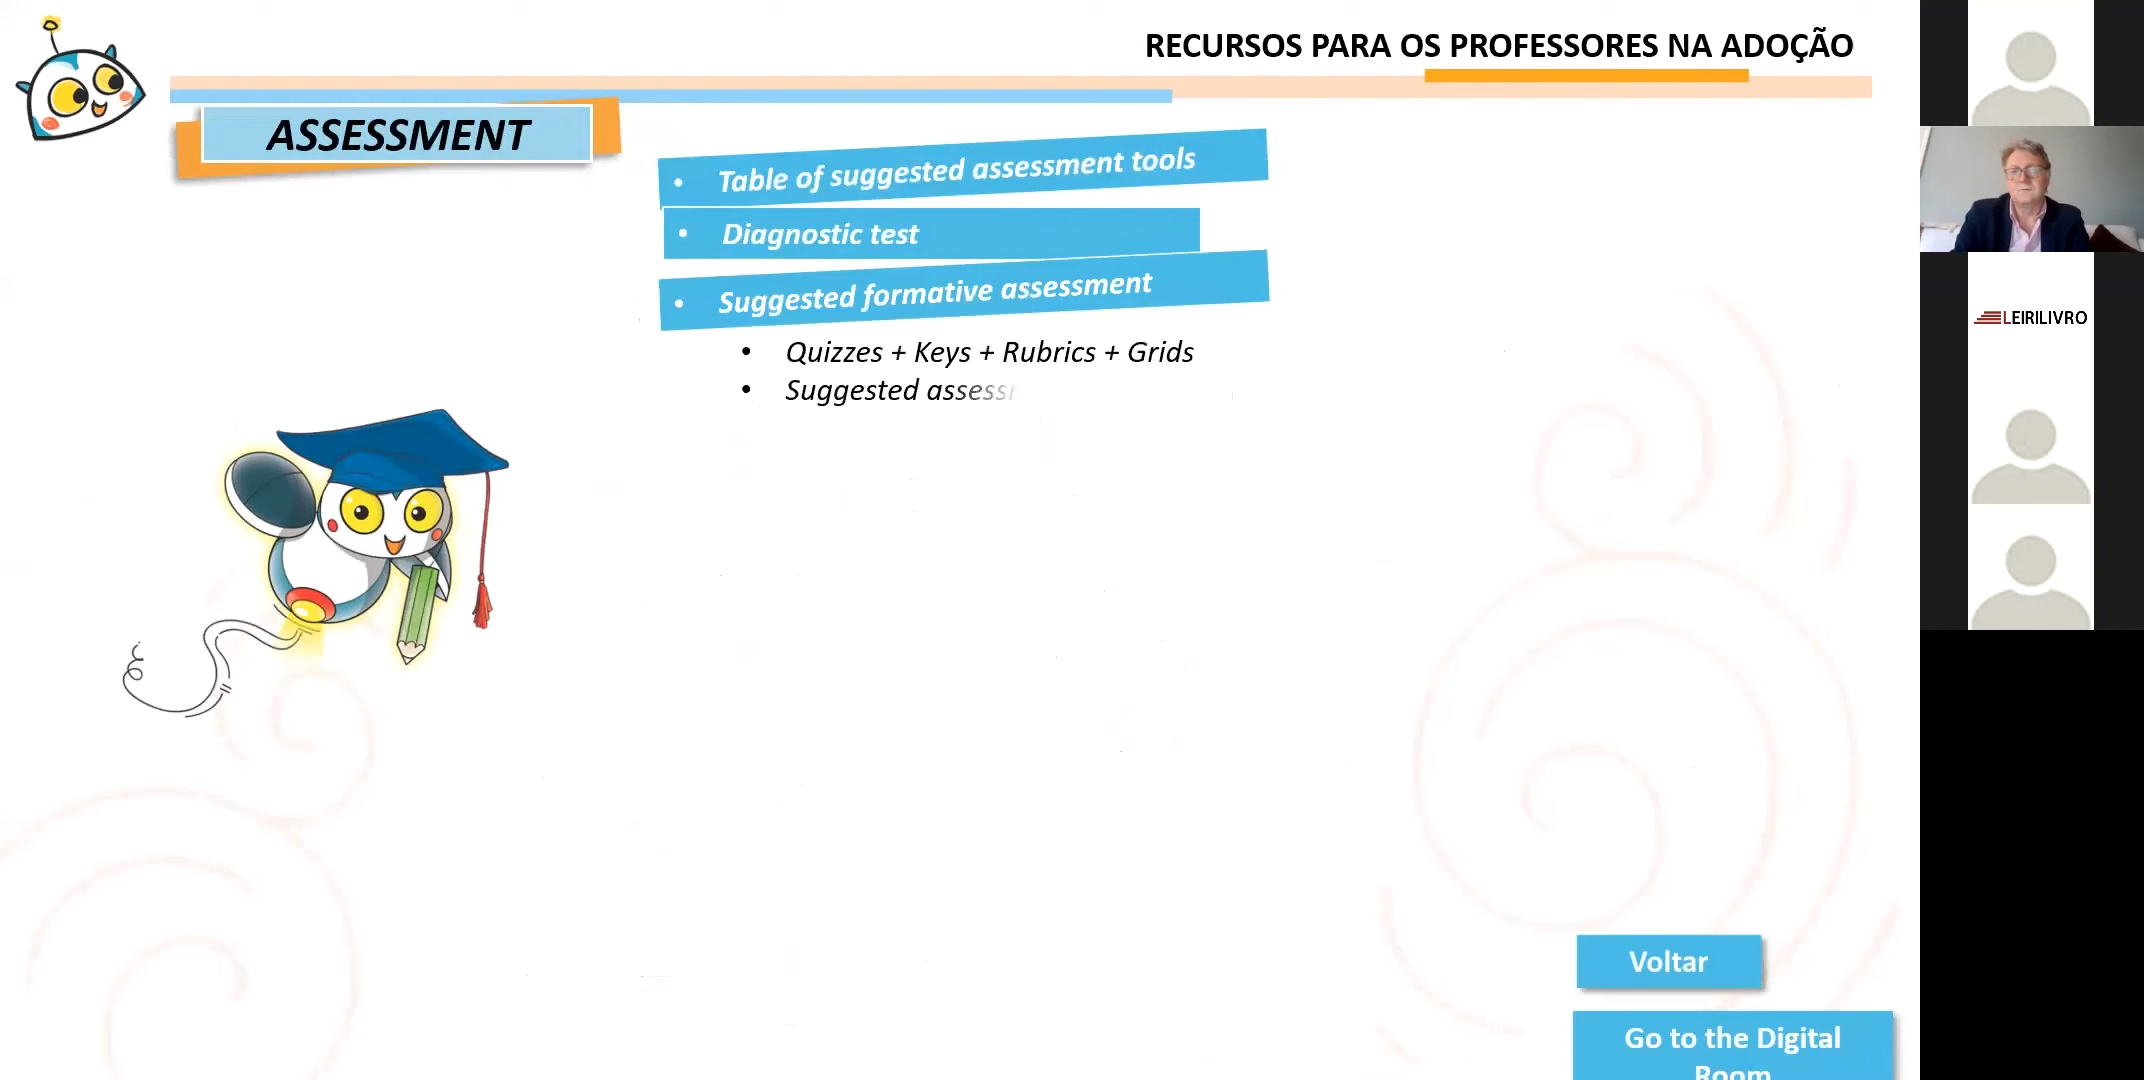 RECURSOS PARA OS PROFESSORES NA ADOÇÃO
ASSESSMENT
• Table of suggested assessment tools
• Diagnostic test
• Suggested formative assessment
• Quizzes + Keys + Rubrics + Grids
• Suggested
LEIRILIVRO
Voltar
Go to the Digital
Room